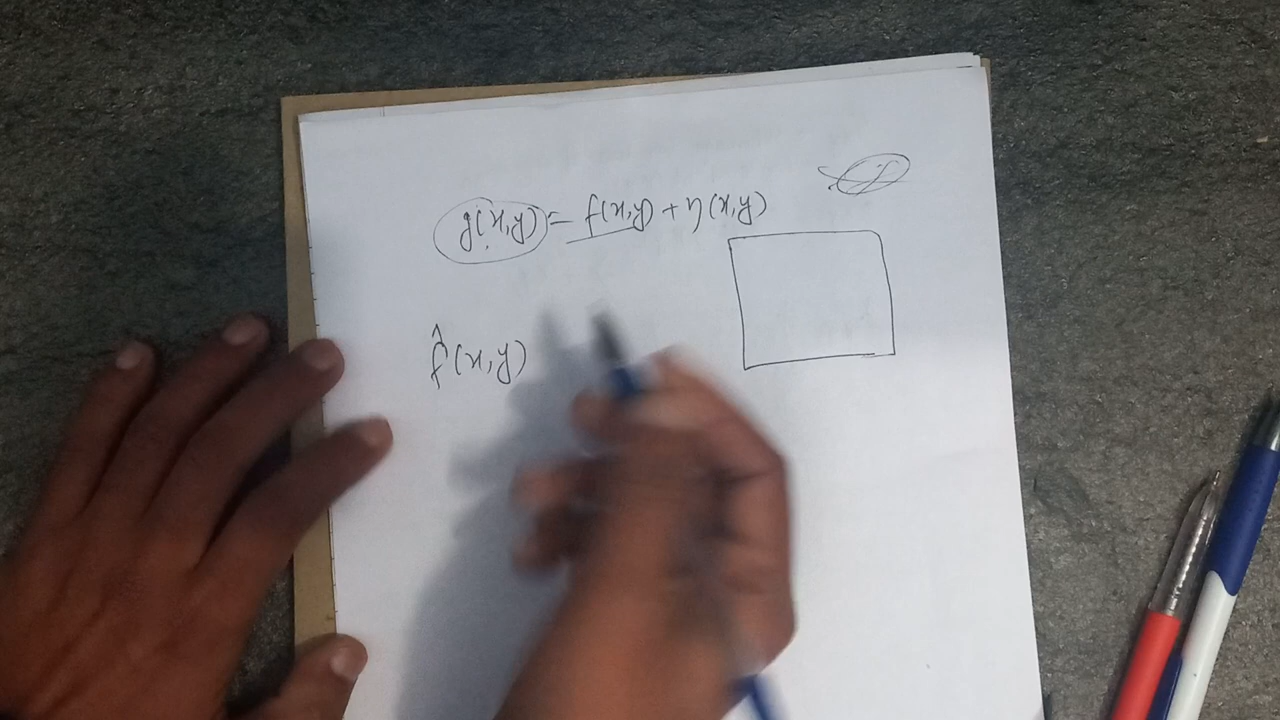 g(x,y) = f(x,y) + η(x,y)
f̂(x,y)